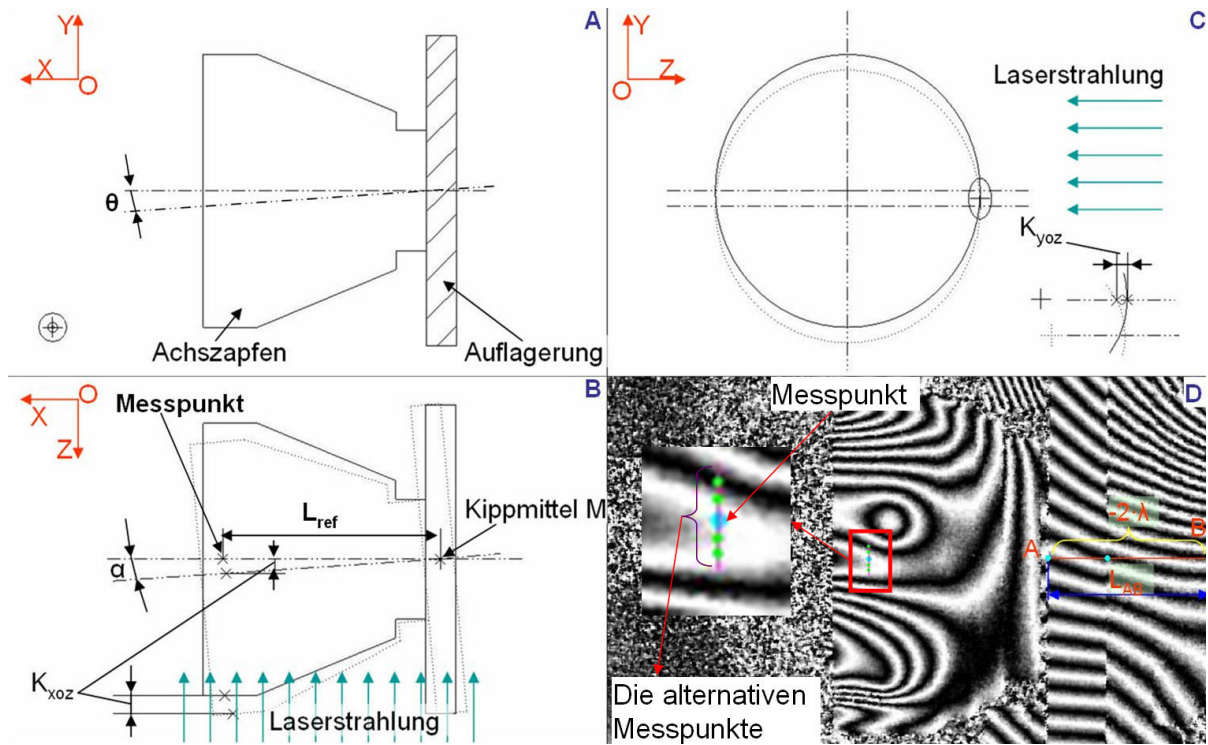 A
Y
X
O
θ
Achszapfen
Auflagerung
C
Y
Z
O
Laserstrahlung
Kyoz
B
X
O
Z
Messpunkt
Lref
Kippmittel M
α
Kxoz
Laserstrahlung
D
Messpunkt
-2·λ
A
B
LAB
Die alternativen
Messpunkte